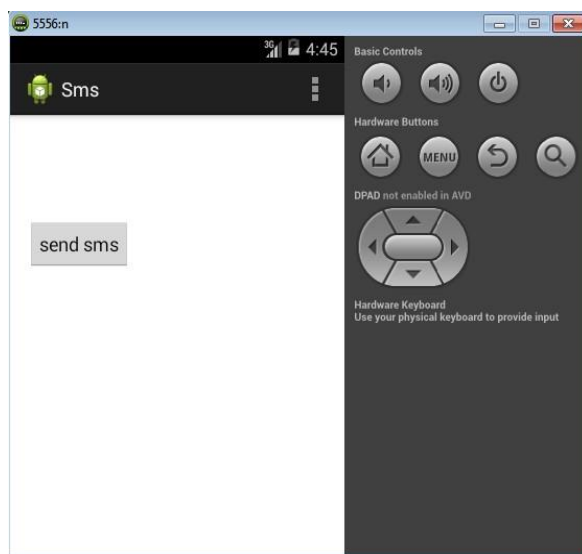 5556:n
3G 4:45
Sms
send sms
Basic Controls
Hardware Buttons
MENU
DPAD not enabled in AVD
Hardware Keyboard
Use your physical keyboard to provide input